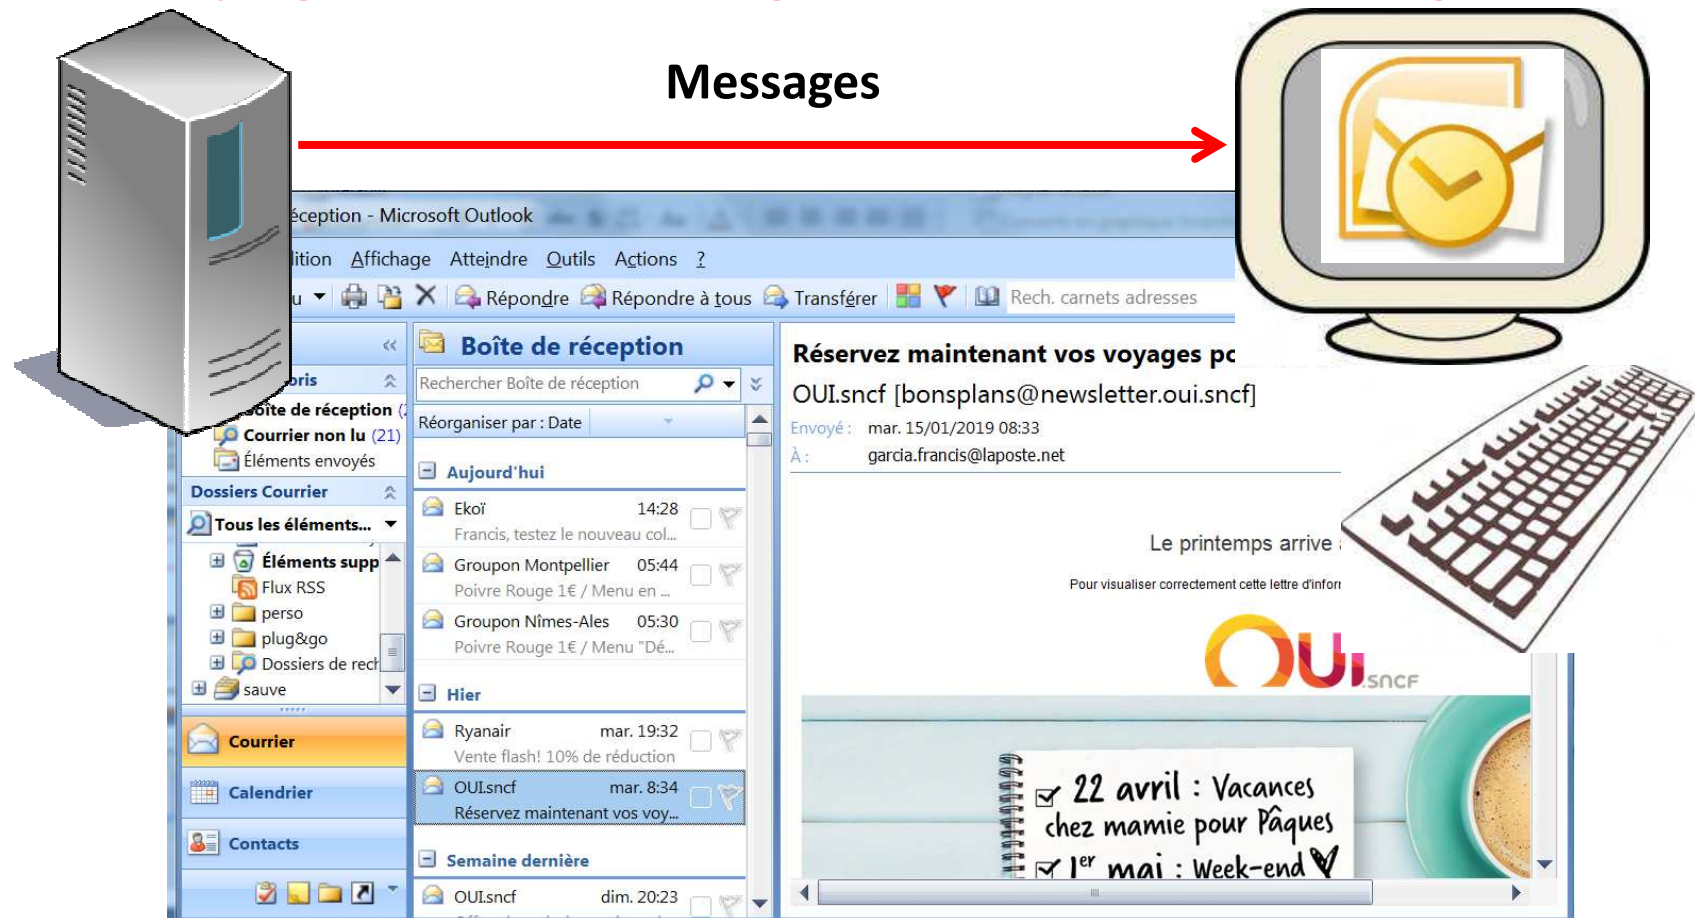 Messages
éception - Microsoft Outlook
dition Affichage Atteindre Outils Actions ?
u Répondre Répondre à tous Transférer Rech. carnets adresses
Boîte de réception
Rechercher Boîte de réception
Réorganiser par : Date
oris
Boîte de réception (2
Courrier non lu (21)
Éléments envoyés
Dossiers Courrier
Tous les éléments...
Éléments supp
Flux RSS
perso
plug&go
Dossiers de rech
sauve
Courrier
Calendrier
Contacts
Aujourd'hui
Ekoï 14:28
Francis, testez le nouveau col...
Groupon Montpellier 05:44
Poivre Rouge 1€ / Menu en ...
Groupon Nîmes-Ales 05:30
Poivre Rouge 1€ / Menu "Dé...
Hier
Ryanair mar. 19:32
Vente flash! 10% de réduction
OUI.sncf mar. 8:34
Réservez maintenant vos voy...
Semaine dernière
OUI.sncf dim. 20:23
Réservez maintenant vos voyages po
OUI.sncf [bonsplans@newsletter.oui.sncf]
Envoyé : mar. 15/01/2019 08:33
À : garcia.francis@laposte.net
Le printemps arrive
Pour visualiser correctement cette lettre d'infor
OUI.sncf
22 avril : Vacances
chez mamie pour Pâques
1er mai : Week-end